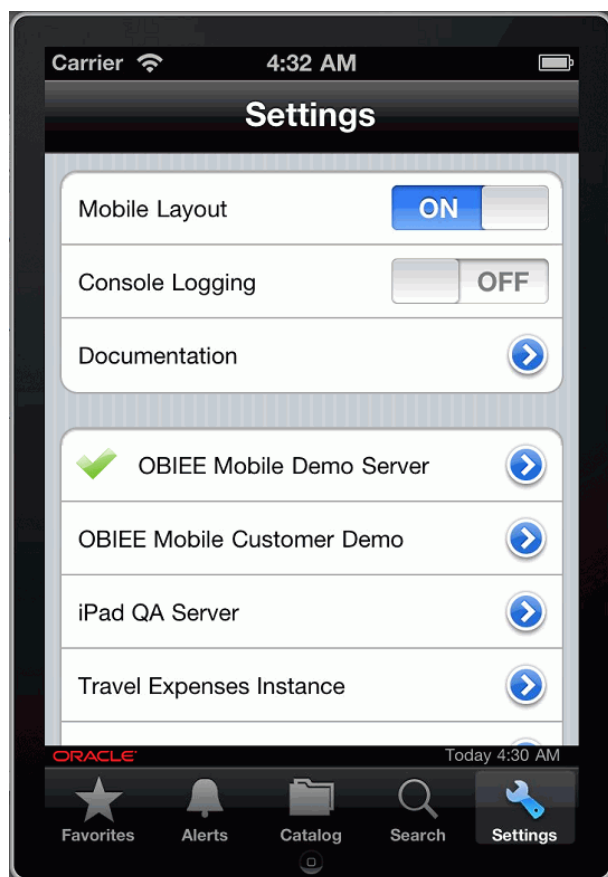 Carrier 4:32 AM
Settings
Mobile Layout ON
Console Logging OFF
Documentation
OBIEE Mobile Demo Server
OBIEE Mobile Customer Demo
iPad QA Server
Travel Expenses Instance
ORACLE Today 4:30 AM
Favorites Alerts Catalog Search Settings